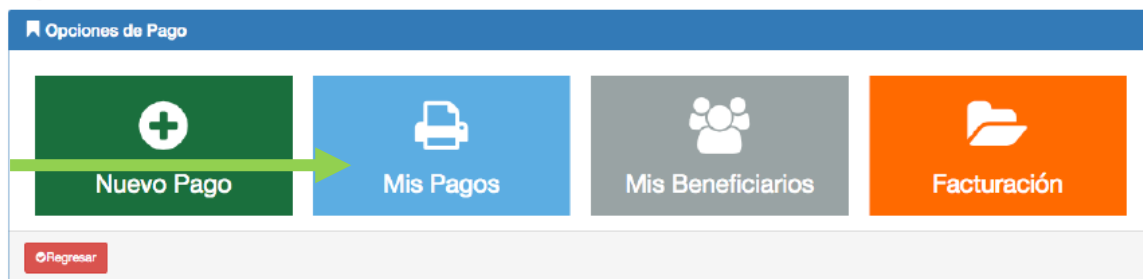 Opciones de Pago
Nuevo Pago
Mis Pagos
Mis Beneficiarios
Facturación
Regresar